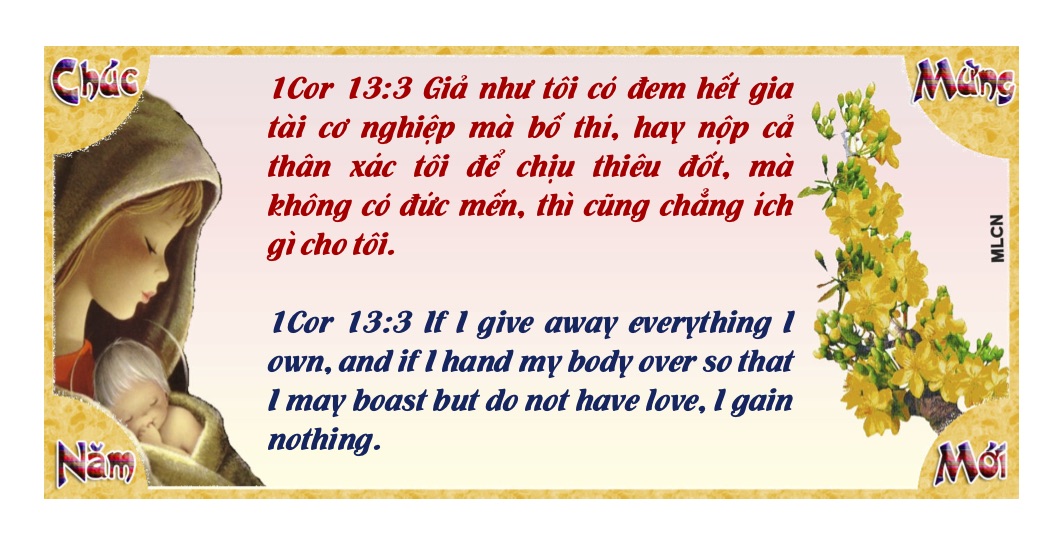 Chúc
Mừng
1Cor 13:3 Giả như tôi có đem hết gia
tài cơ nghiệp mà bố thí, hay nộp cả
thân xác tôi để chịu thiêu đốt, mà
không có đức mến, thì cũng chẳng ích
gì cho tôi.
MLCN
1Cor 13:3 If I give away everything I
own, and if I hand my body over so that
I may boast but do not have love, I gain
nothing.
Năm
Mới